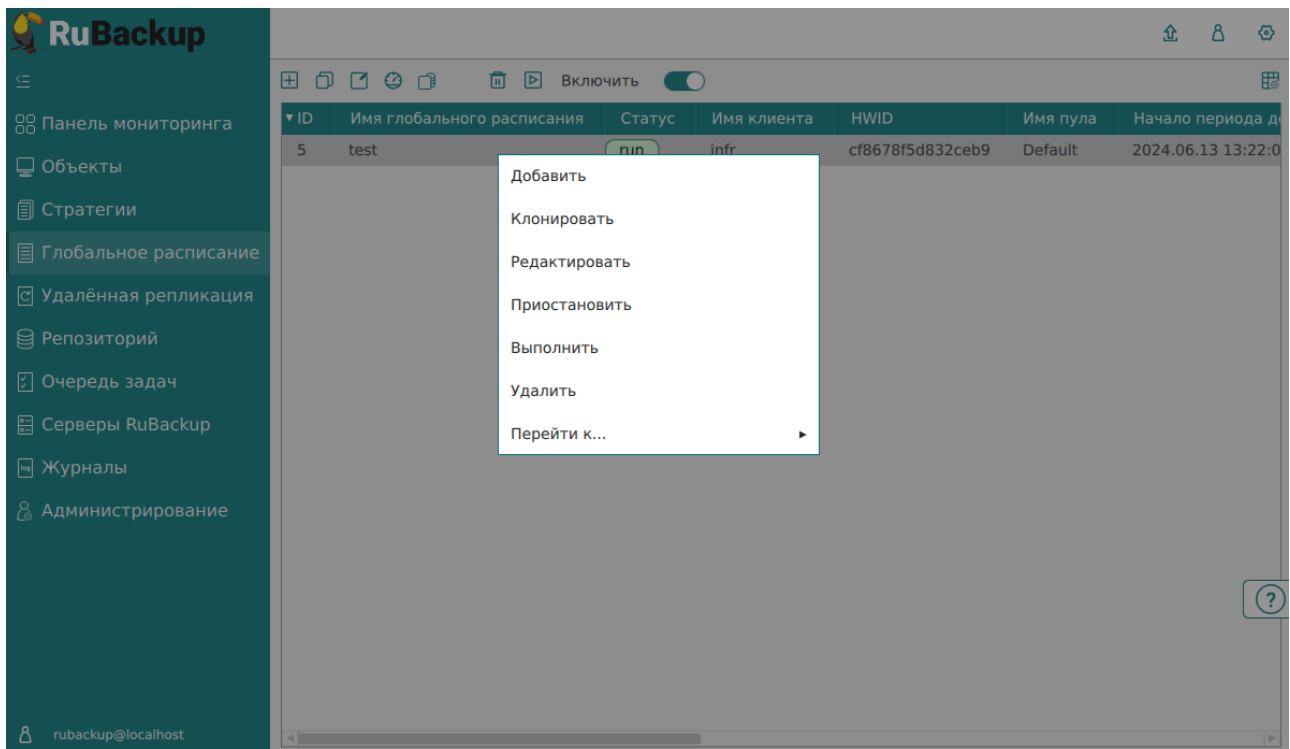 RuBackup
Включить
Панель мониторинга
Объекты
Стратегии
Глобальное расписание
Удалённая репликация
Репозиторий
Очередь задач
Серверы RuBackup
log Журналы
Администрирование
rubackup@localhost
ID Имя глобального расписания Статус Имя клиента HWID Имя пула Начало периода
5 test run infr cf8678f5d832ceb9 Default 2024.06.13 13:22:0
Добавить
Клонировать
Редактировать
Приостановить
Выполнить
Удалить
Перейти к...
?